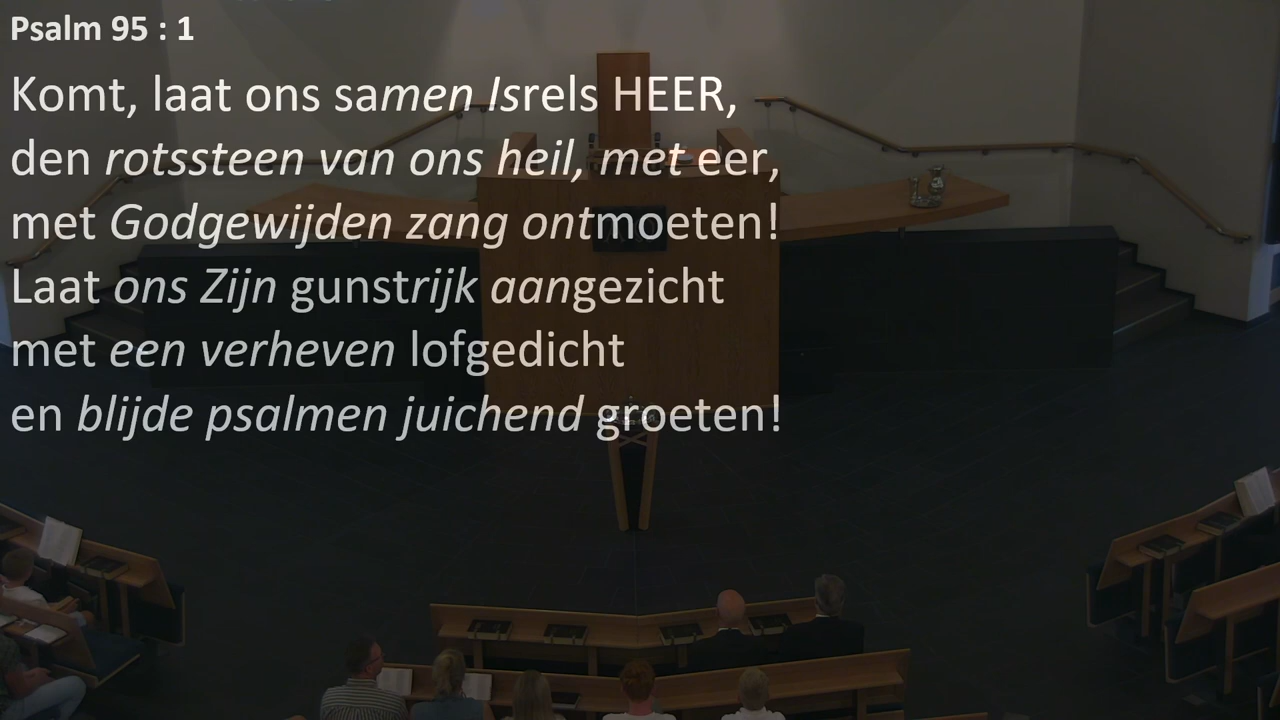 Psalm 95 : 1
Komt, laat ons samen Isrels HEER,
den rotssteen van ons heil, met eer,
met Godgewijden zang ontmoeten!
Laat ons Zijn gunstrijk aangezicht
met een verheven lofgedicht
en blijde psalmen juichend groeten!